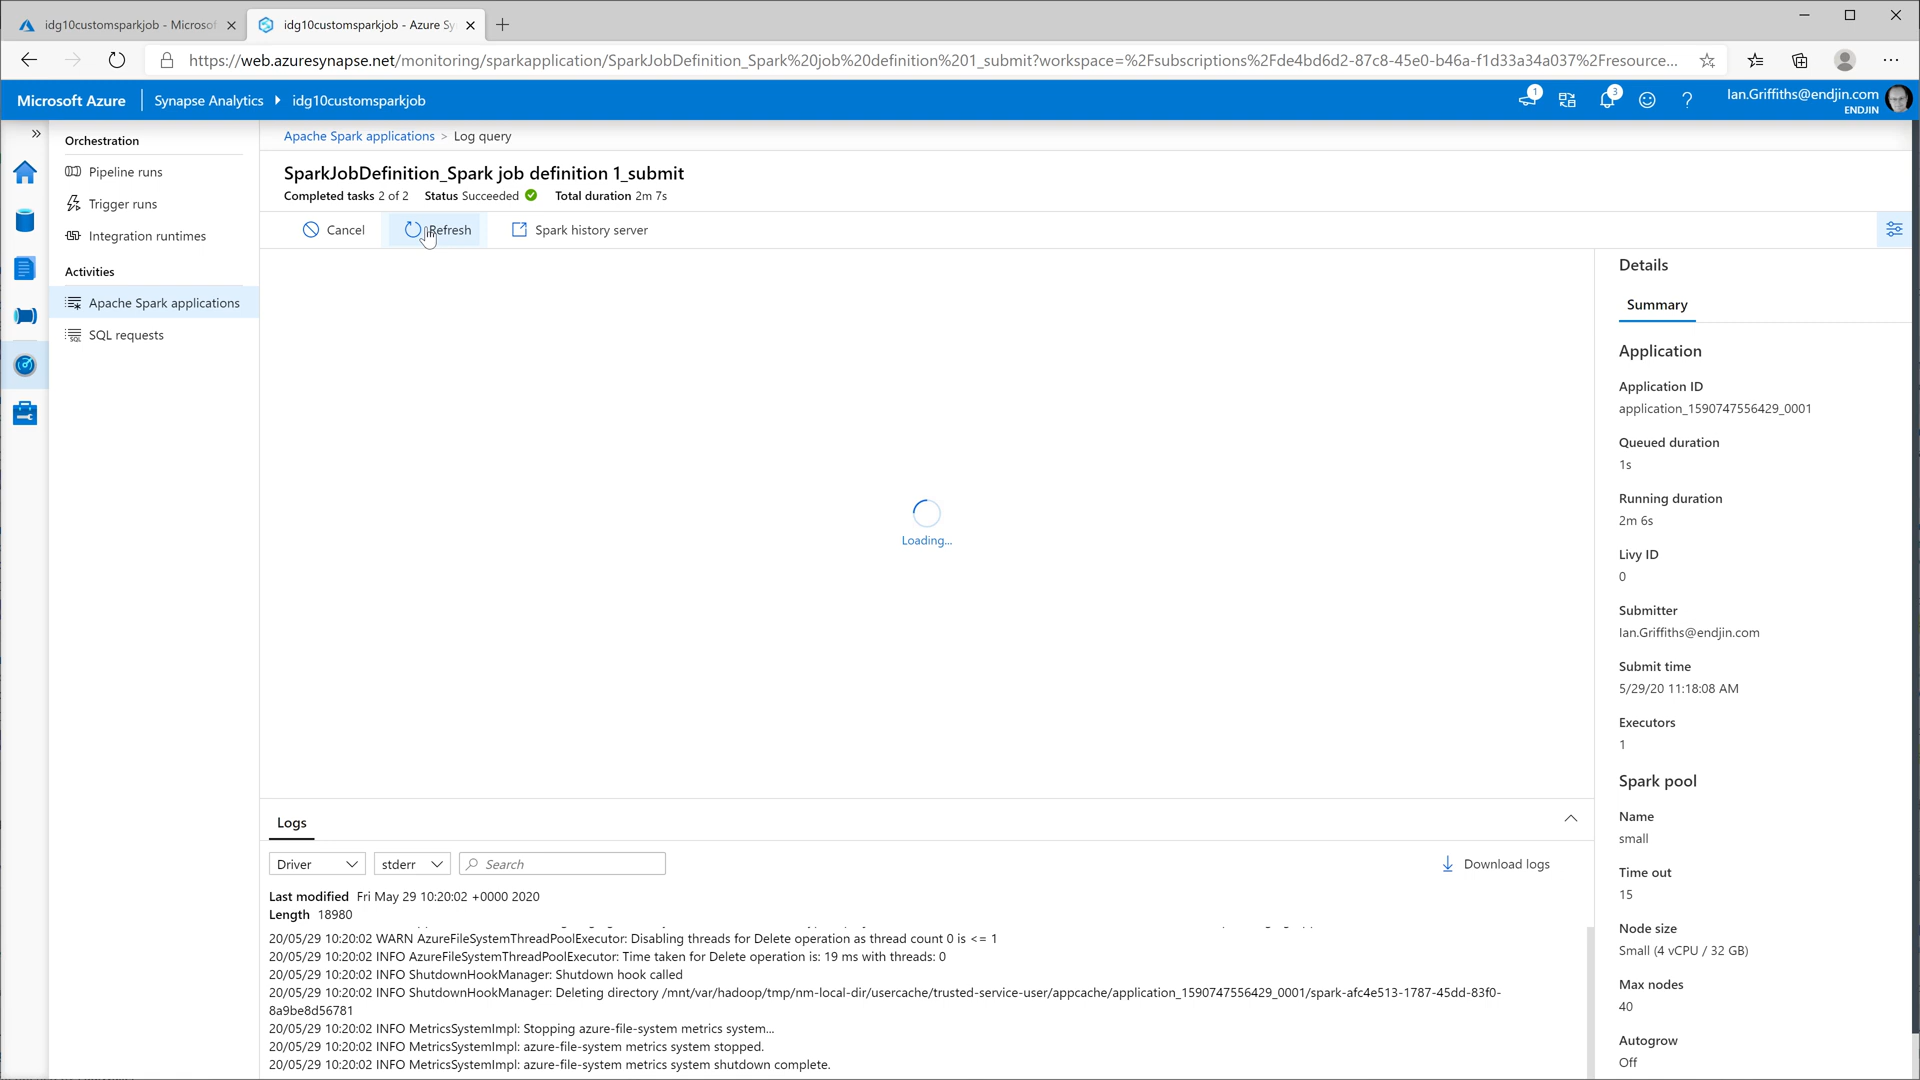 idg10customsparkjob - Microsof
idg10customsparkjob - Azure Sy
https://web.azuresynapse.net/monitoring/sparkapplication/SparkJobDefinition_Spark%20job%20definition%201_submit?workspace=%2Fsubscriptions%2Fde4bd6d2-87c8-45e0-b46a-f1d33a34a037%2Fresource...
Microsoft Azure
Synapse Analytics
idg10customsparkjob
1
3
?
Ian.Griffiths@endjin.com
ENDJIN
Orchestration
Pipeline runs
Trigger runs
Integration runtimes
Activities
Apache Spark applications
SQL requests
Apache Spark applications > Log query
SparkJobDefinition_Spark job definition 1_submit
Completed tasks 2 of 2 Status Succeeded Total duration 2m 7s
Cancel
Refresh
Spark history server
Loading...
Logs
Driver
stderr
Search
Download logs
Last modified Fri May 29 10:20:02 +0000 2020
Length 18980
20/05/29 10:20:02 WARN AzureFileSystemThreadPoolExecutor: Disabling threads for Delete operation as thread count 0 is <= 1
20/05/29 10:20:02 INFO AzureFileSystemThreadPoolExecutor: Time taken for Delete operation is: 19 ms with threads: 0
20/05/29 10:20:02 INFO ShutdownHookManager: Shutdown hook called
20/05/29 10:20:02 INFO ShutdownHookManager: Deleting directory /mnt/var/hadoop/tmp/nm-local-dir/usercache/trusted-service-user/appcache/application_1590747556429_0001/spark-afc4e513-1787-45dd-83f0-
8a9be8d56781
20/05/29 10:20:02 INFO MetricsSystemImpl: Stopping azure-file-system metrics system...
20/05/29 10:20:02 INFO MetricsSystemImpl: azure-file-system metrics system stopped.
20/05/29 10:20:02 INFO MetricsSystemImpl: azure-file-system metrics system shutdown complete.
Details
Summary
Application
Application ID
application_1590747556429_0001
Queued duration
1s
Running duration
2m 6s
Livy ID
0
Submitter
Ian.Griffiths@endjin.com
Submit time
5/29/20 11:18:08 AM
Executors
1
Spark pool
Name
small
Time out
15
Node size
Small (4 vCPU / 32 GB)
Max nodes
40
Autogrow
Off